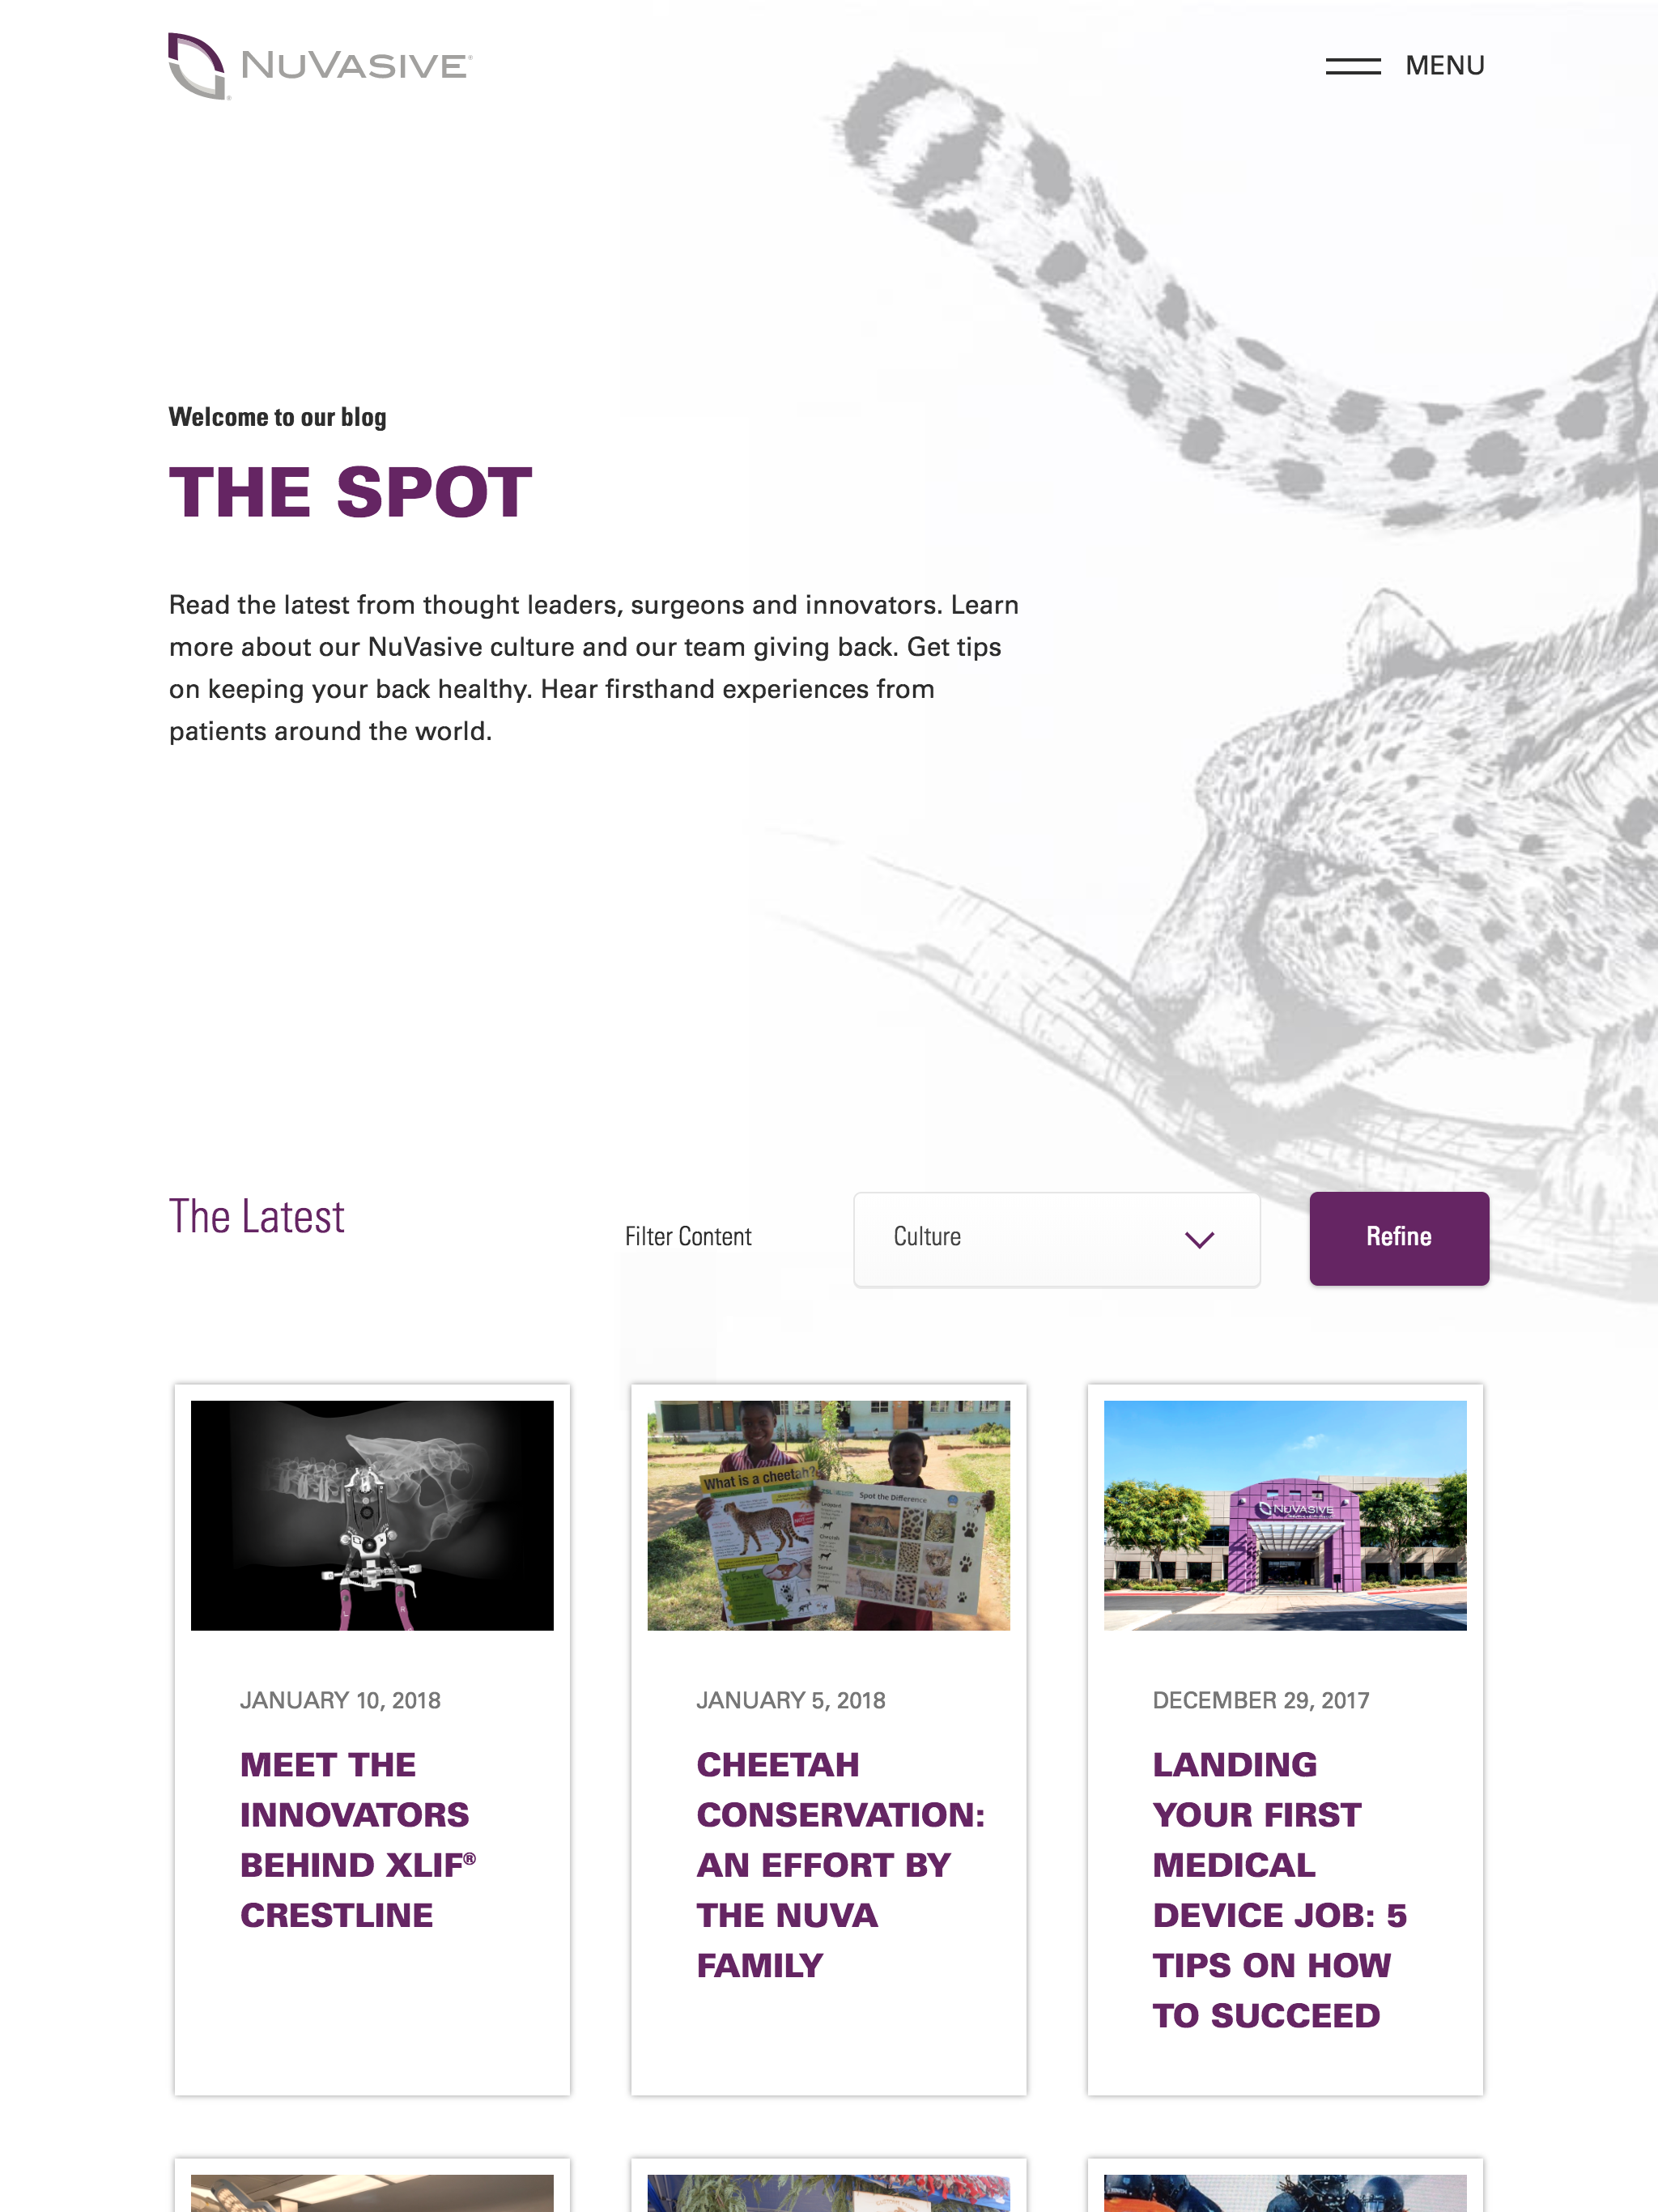 NUVASIVE®
MENU
Welcome to our blog
THE SPOT
Read the latest from thought leaders, surgeons and innovators. Learn
more about our NuVasive culture and our team giving back. Get tips
on keeping your back healthy. Hear firsthand experiences from
patients around the world.
The Latest
Filter Content
Culture
Refine
What is a cheetah?
Spot the Difference
NUVASIVE
JANUARY 10, 2018
MEET THE
INNOVATORS
BEHIND XLIF®
CRESTLINE
JANUARY 5, 2018
CHEETAH
CONSERVATION:
AN EFFORT BY
THE NUVA
FAMILY
DECEMBER 29, 2017
LANDING
YOUR FIRST
MEDICAL
DEVICE JOB: 5
TIPS ON HOW
TO SUCCEED